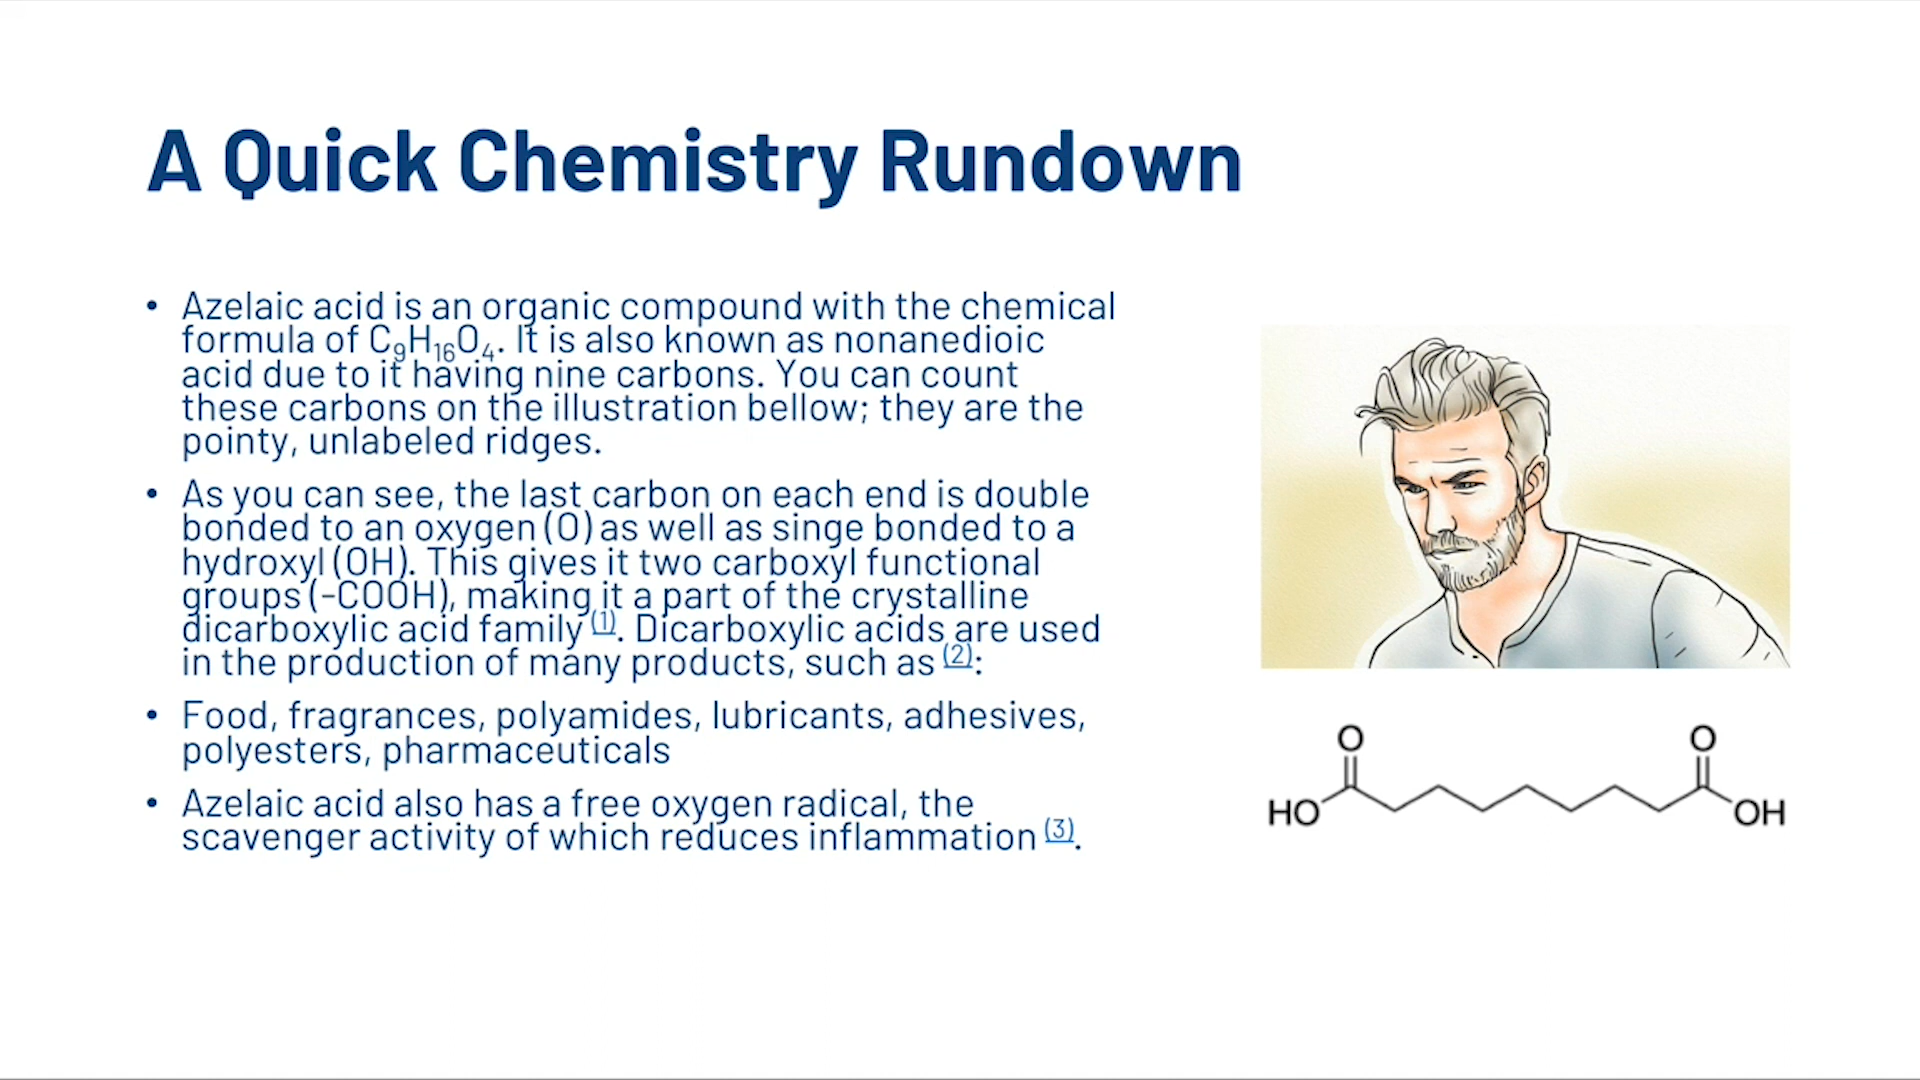 A Quick Chemistry Rundown
• Azelaic acid is an organic compound with the chemical
formula of C₉H₁₆O₄. It is also known as nonanedioic
acid due to it having nine carbons. You can count
these carbons on the illustration bellow; they are the
pointy, unlabeled ridges.
• As you can see, the last carbon on each end is double
bonded to an oxygen (O) as well as singe bonded to a
hydroxyl (OH). This gives it two carboxyl functional
groups (-COOH), making it a part of the crystalline
dicarboxylic acid family (1). Dicarboxylic acids are used
in the production of many products, such as (2):
• Food, fragrances, polyamides, lubricants, adhesives,
polyesters, pharmaceuticals
• Azelaic acid also has a free oxygen radical, the
scavenger activity of which reduces inflammation (3).
O O
HO OH